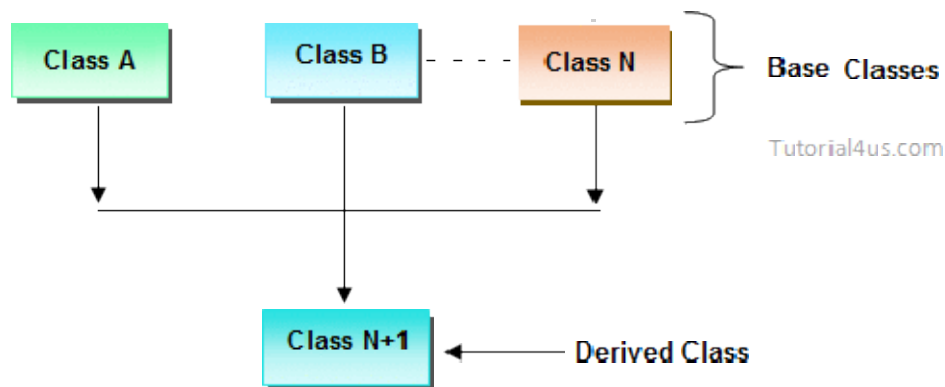 Class A
Class B
Class N
Base Classes
Tutorial4us.com
Class N+1
Derived Class